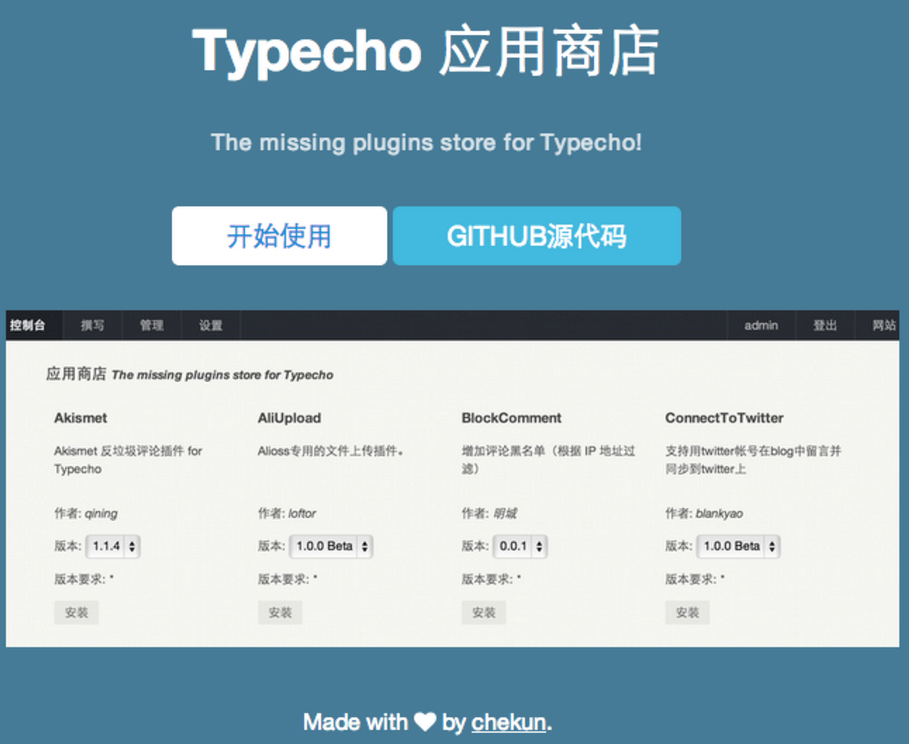 Typecho 应用商店
The missing plugins store for Typecho!
开始使用 GITHUB源代码
控制台 撰写 管理 设置 admin 登出 网站
应用商店 The missing plugins store for Typecho
Akismet AliUpload BlockComment ConnectToTwitter
Akismet 反垃圾评论插件 for Alioss专用的文件上传插件。 增加评论黑名单（根据 IP 地址过 支持用twitter帐号在blog中留言并
Typecho 滤） 同步到twitter上
作者: qining 作者: loftor 作者: 明城 作者: blankyao
版本: 1.1.4 版本: 1.0.0 Beta 版本: 0.0.1 版本: 1.0.0 Beta
版本要求: * 版本要求: * 版本要求: * 版本要求: *
安装 安装 安装 安装
Made with ♥ by chekun.